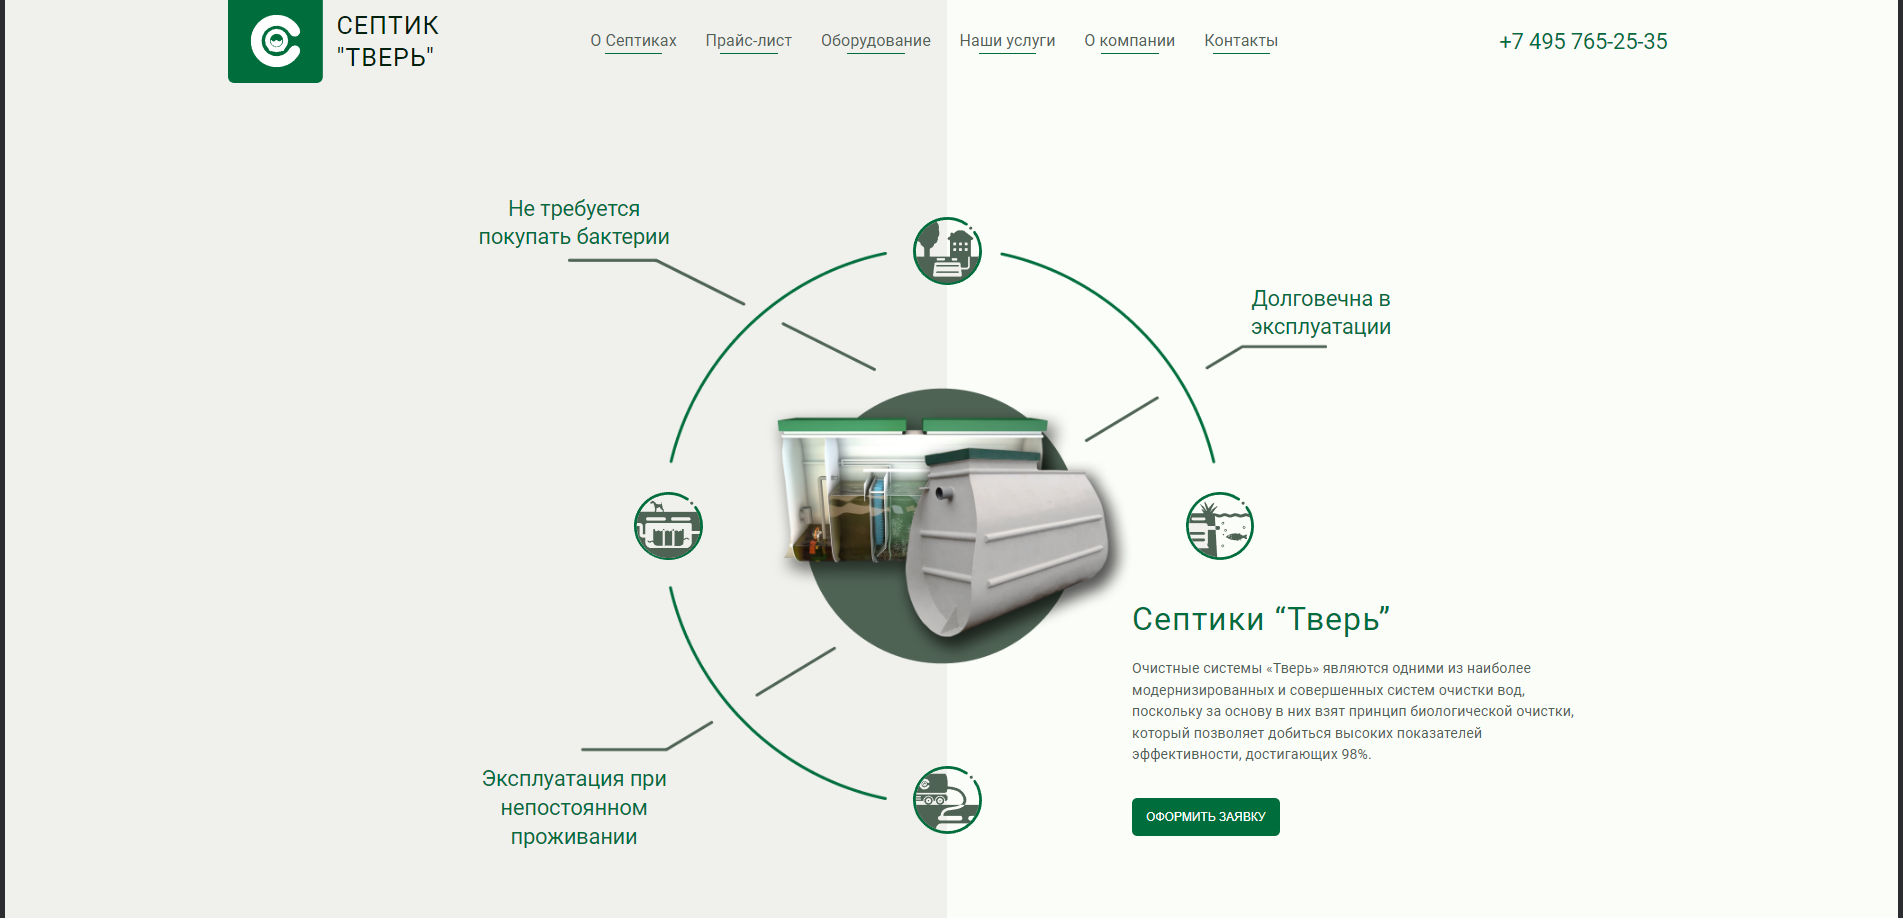 СЕПТИК
"ТВЕРЬ"
О Септиках
Прайс-лист
Оборудование
Наши услуги
О компании
Контакты
+7 495 765-25-35
Не требуется
покупать бактерии
Долговечна в
эксплуатации
Септики “Тверь”
Очистные системы «Тверь» являются одними из наиболее
модернизированных и совершенных систем очистки вод,
поскольку за основу в них взят принцип биологической очистки,
который позволяет добиться высоких показателей
эффективности, достигающих 98%.
Эксплуатация при
непостоянном
проживании
ОФОРМИТЬ ЗАЯВКУ